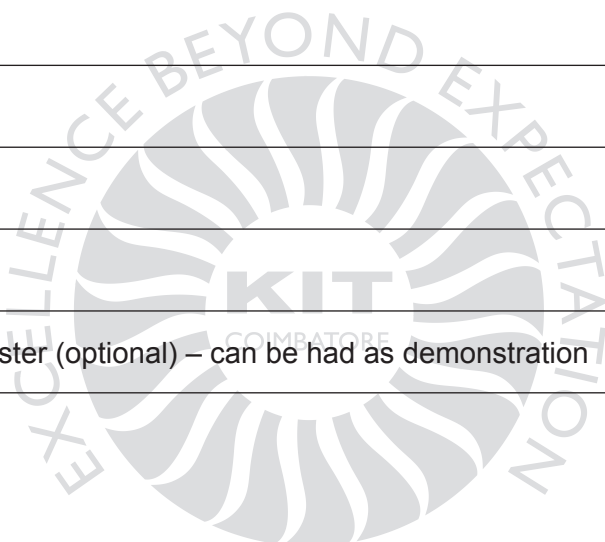 EXCELLENCE BEYOND EXPECTATION
KIT
COIMBATORE
ster (optional) – can be had as demonstration